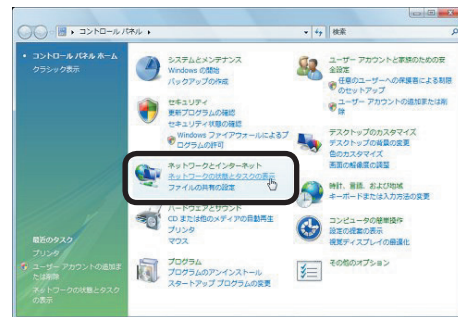 コントロール パネル
検索
コントロール パネル ホーム
クラシック表示
システムとメンテナンス
Windows の開始
バックアップの作成
セキュリティ
更新プログラムの確認
セキュリティ状態の確認
Windows ファイアウォールによるプ
ログラムの許可
ネットワークとインターネット
ネットワークの状態とタスクの表示
ファイルの共有の設定
ハードウェアとサウンド
CD または他のメディアの自動再生
プリンタ
マウス
プログラム
プログラムのアンインストール
スタートアップ プログラムの変更
ユーザー アカウントと家族のための安
全設定
任意のユーザーへの保護者による制限
のセットアップ
ユーザー アカウントの追加または削
除
デスクトップのカスタマイズ
デスクトップの背景の変更
色のカスタマイズ
画面の解像度の調整
時計、言語、および地域
キーボードまたは入力方法の変更
コンピュータの簡単操作
設定の提案の表示
視覚ディスプレイの最適化
その他のオプション
最近のタスク
プリンタ
ユーザー アカウントの追加ま
たは削除
ネットワークの状態とタスク
の表示